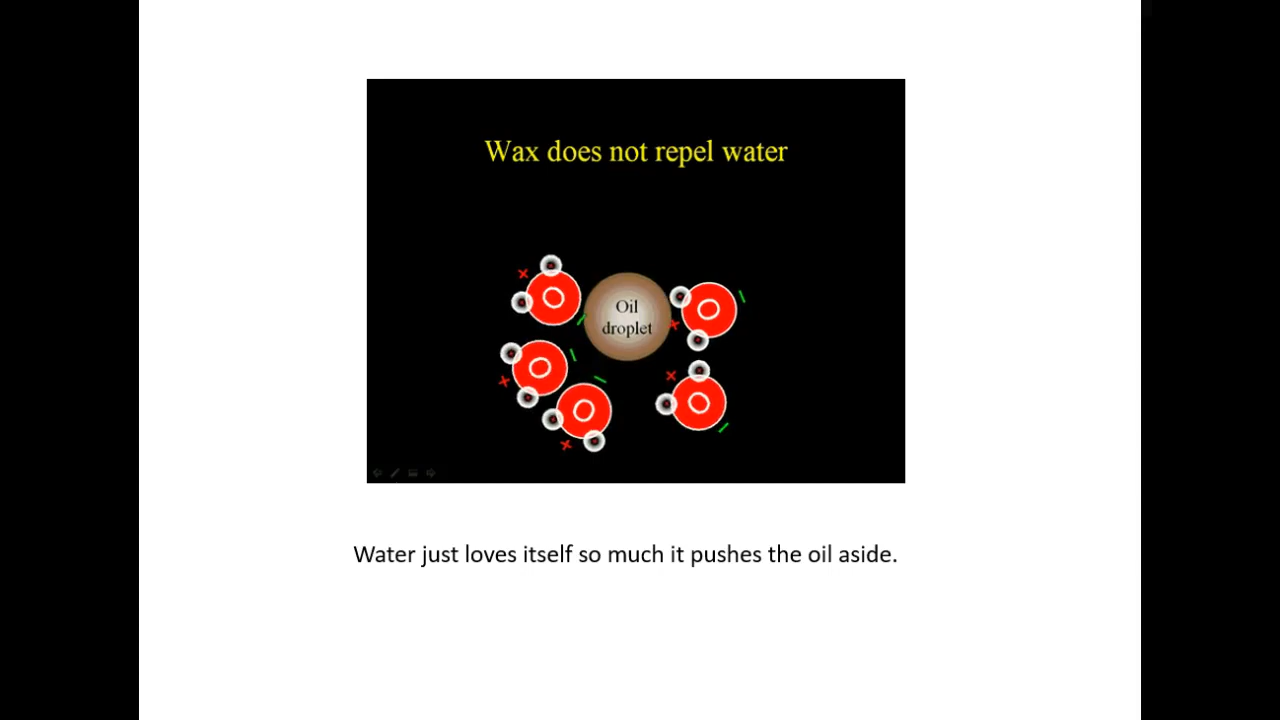 Wax does not repel water
Oil
droplet
+
-
O
+
-
O
+
-
O
+
-
O
+
-
O
Water just loves itself so much it pushes the oil aside.